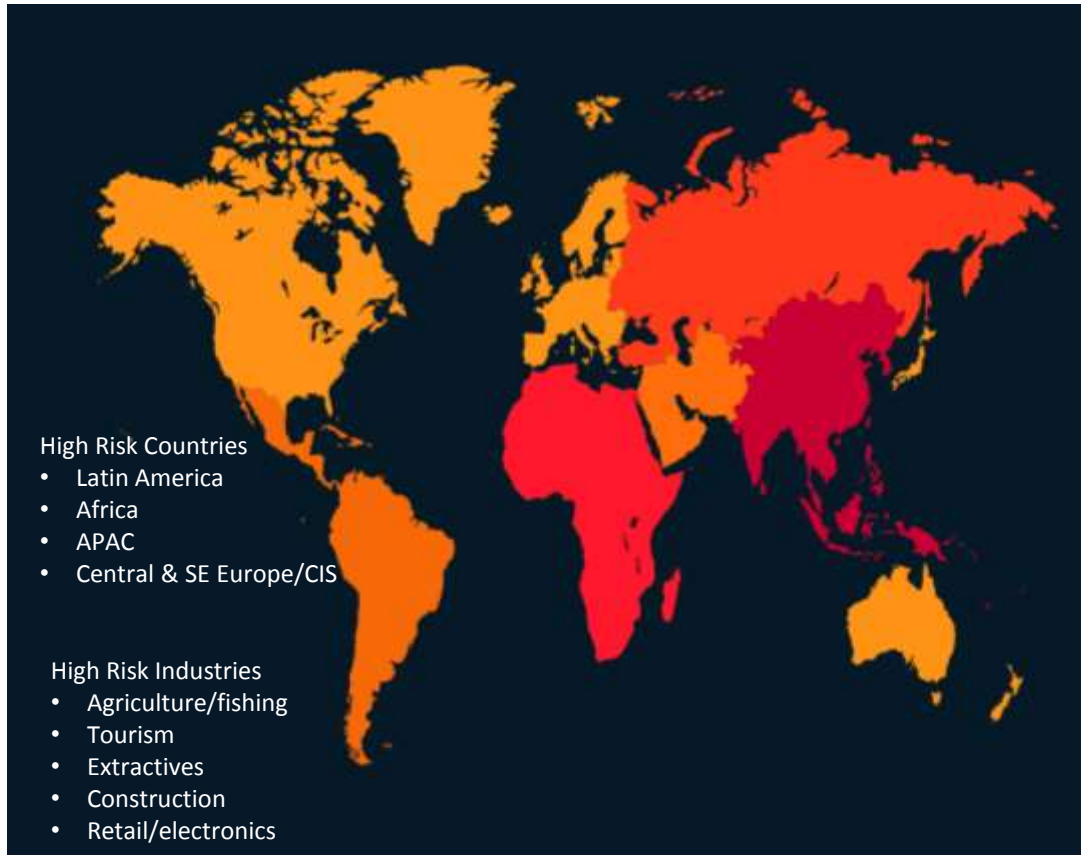 High Risk Countries
• Latin America
• Africa
• APAC
• Central & SE Europe/CIS
High Risk Industries
• Agriculture/fishing
• Tourism
• Extractives
• Construction
• Retail/electronics